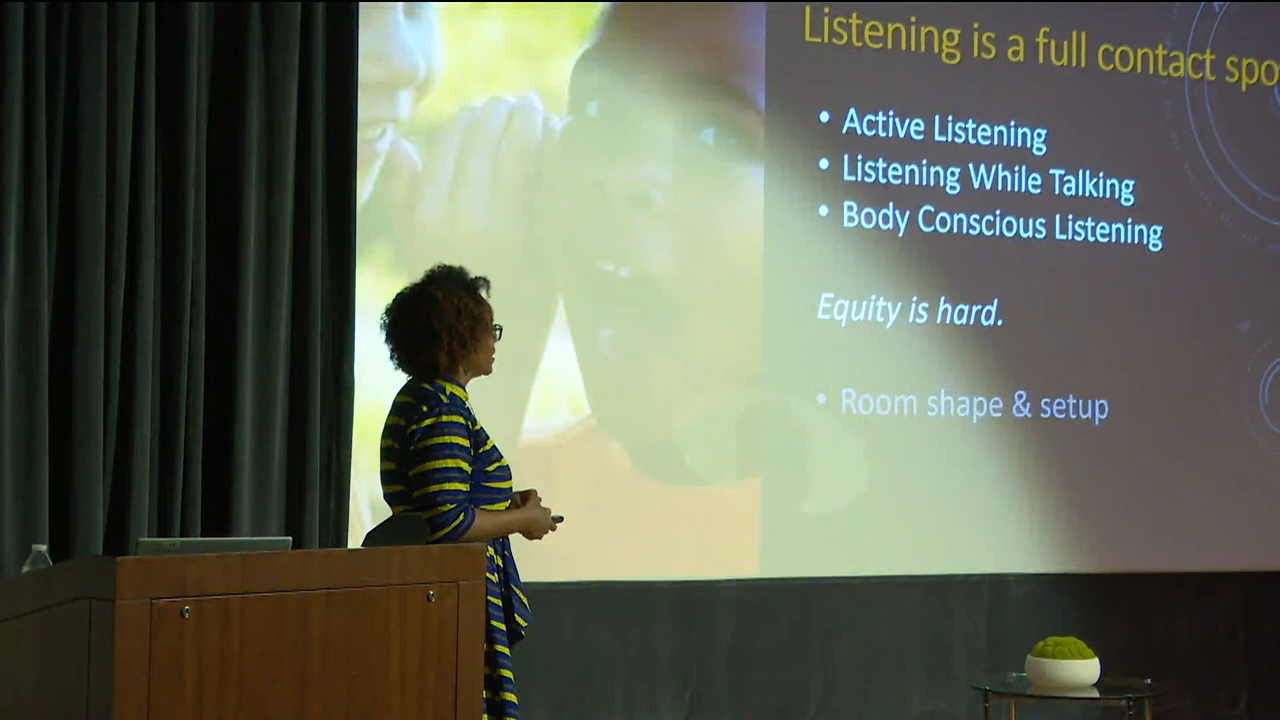 Listening is a full contact spo
• Active Listening
• Listening While Talking
• Body Conscious Listening
Equity is hard.
• Room shape & setup